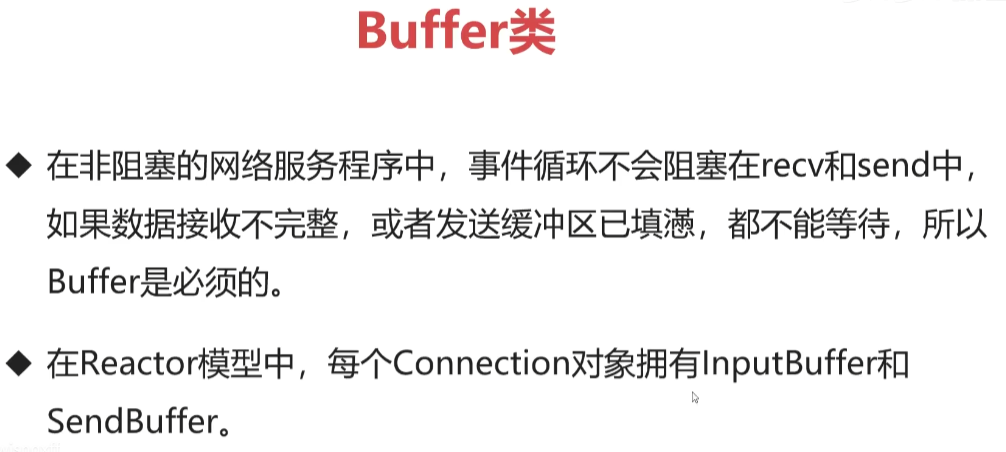 Buffer类
◆ 在非阻塞的网络服务程序中，事件循环不会阻塞在recv和send中，
如果数据接收不完整，或者发送缓冲区已填懑，都不能等待，所以
Buffer是必须的。
◆ 在Reactor模型中，每个Connection对象拥有InputBuffer和
SendBuffer。